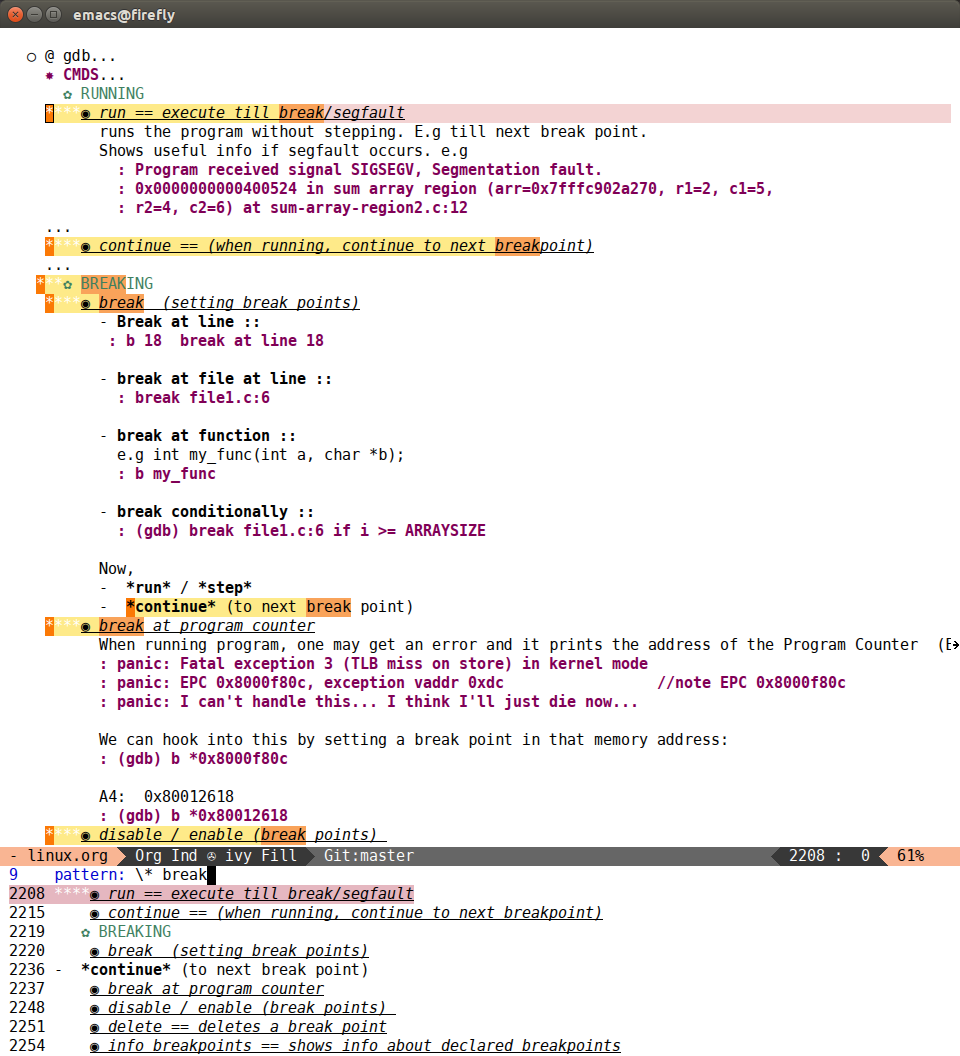 emacs@firefly
○ @ gdb...
✸ CMDS...
✿ RUNNING
****◉ run == execute till break/segfault
runs the program without stepping. E.g till next break point.
Shows useful info if segfault occurs. e.g
: Program received signal SIGSEGV, Segmentation fault.
: 0x0000000000400524 in sum array region (arr=0x7fffc902a270, r1=2, c1=5,
: r2=4, c2=6) at sum-array-region2.c:12
...
****◉ continue == (when running, continue to next breakpoint)
...
***✿ BREAKING
****◉ break  (setting break points)
- Break at line ::
: b 18  break at line 18
- break at file at line ::
: break file1.c:6
- break at function ::
e.g int my_func(int a, char *b);
: b my_func
- break conditionally ::
: (gdb) break file1.c:6 if i >= ARRAYSIZE
Now,
-  *run* / *step*
-  *continue* (to next break point)
****◉ break at program counter
When running program, one may get an error and it prints the address of the Program Counter  (
: panic: Fatal exception 3 (TLB miss on store) in kernel mode
: panic: EPC 0x8000f80c, exception vaddr 0xdc                 //note EPC 0x8000f80c
: panic: I can't handle this... I think I'll just die now...
We can hook into this by setting a break point in that memory address:
: (gdb) b *0x8000f80c
A4:  0x80012618
: (gdb) b *0x80012618
****◉ disable / enable (break points)
- linux.org  Org Ind ✇ ivy Fill  Git:master  2208 :  0  61%
9    pattern: \* break
2208 ****◉ run == execute till break/segfault
2215     ◉ continue == (when running, continue to next breakpoint)
2219    ✿ BREAKING
2220     ◉ break  (setting break points)
2236 -  *continue* (to next break point)
2237     ◉ break at program counter
2248     ◉ disable / enable (break points)
2251     ◉ delete == deletes a break point
2254     ◉ info breakpoints == shows info about declared breakpoints